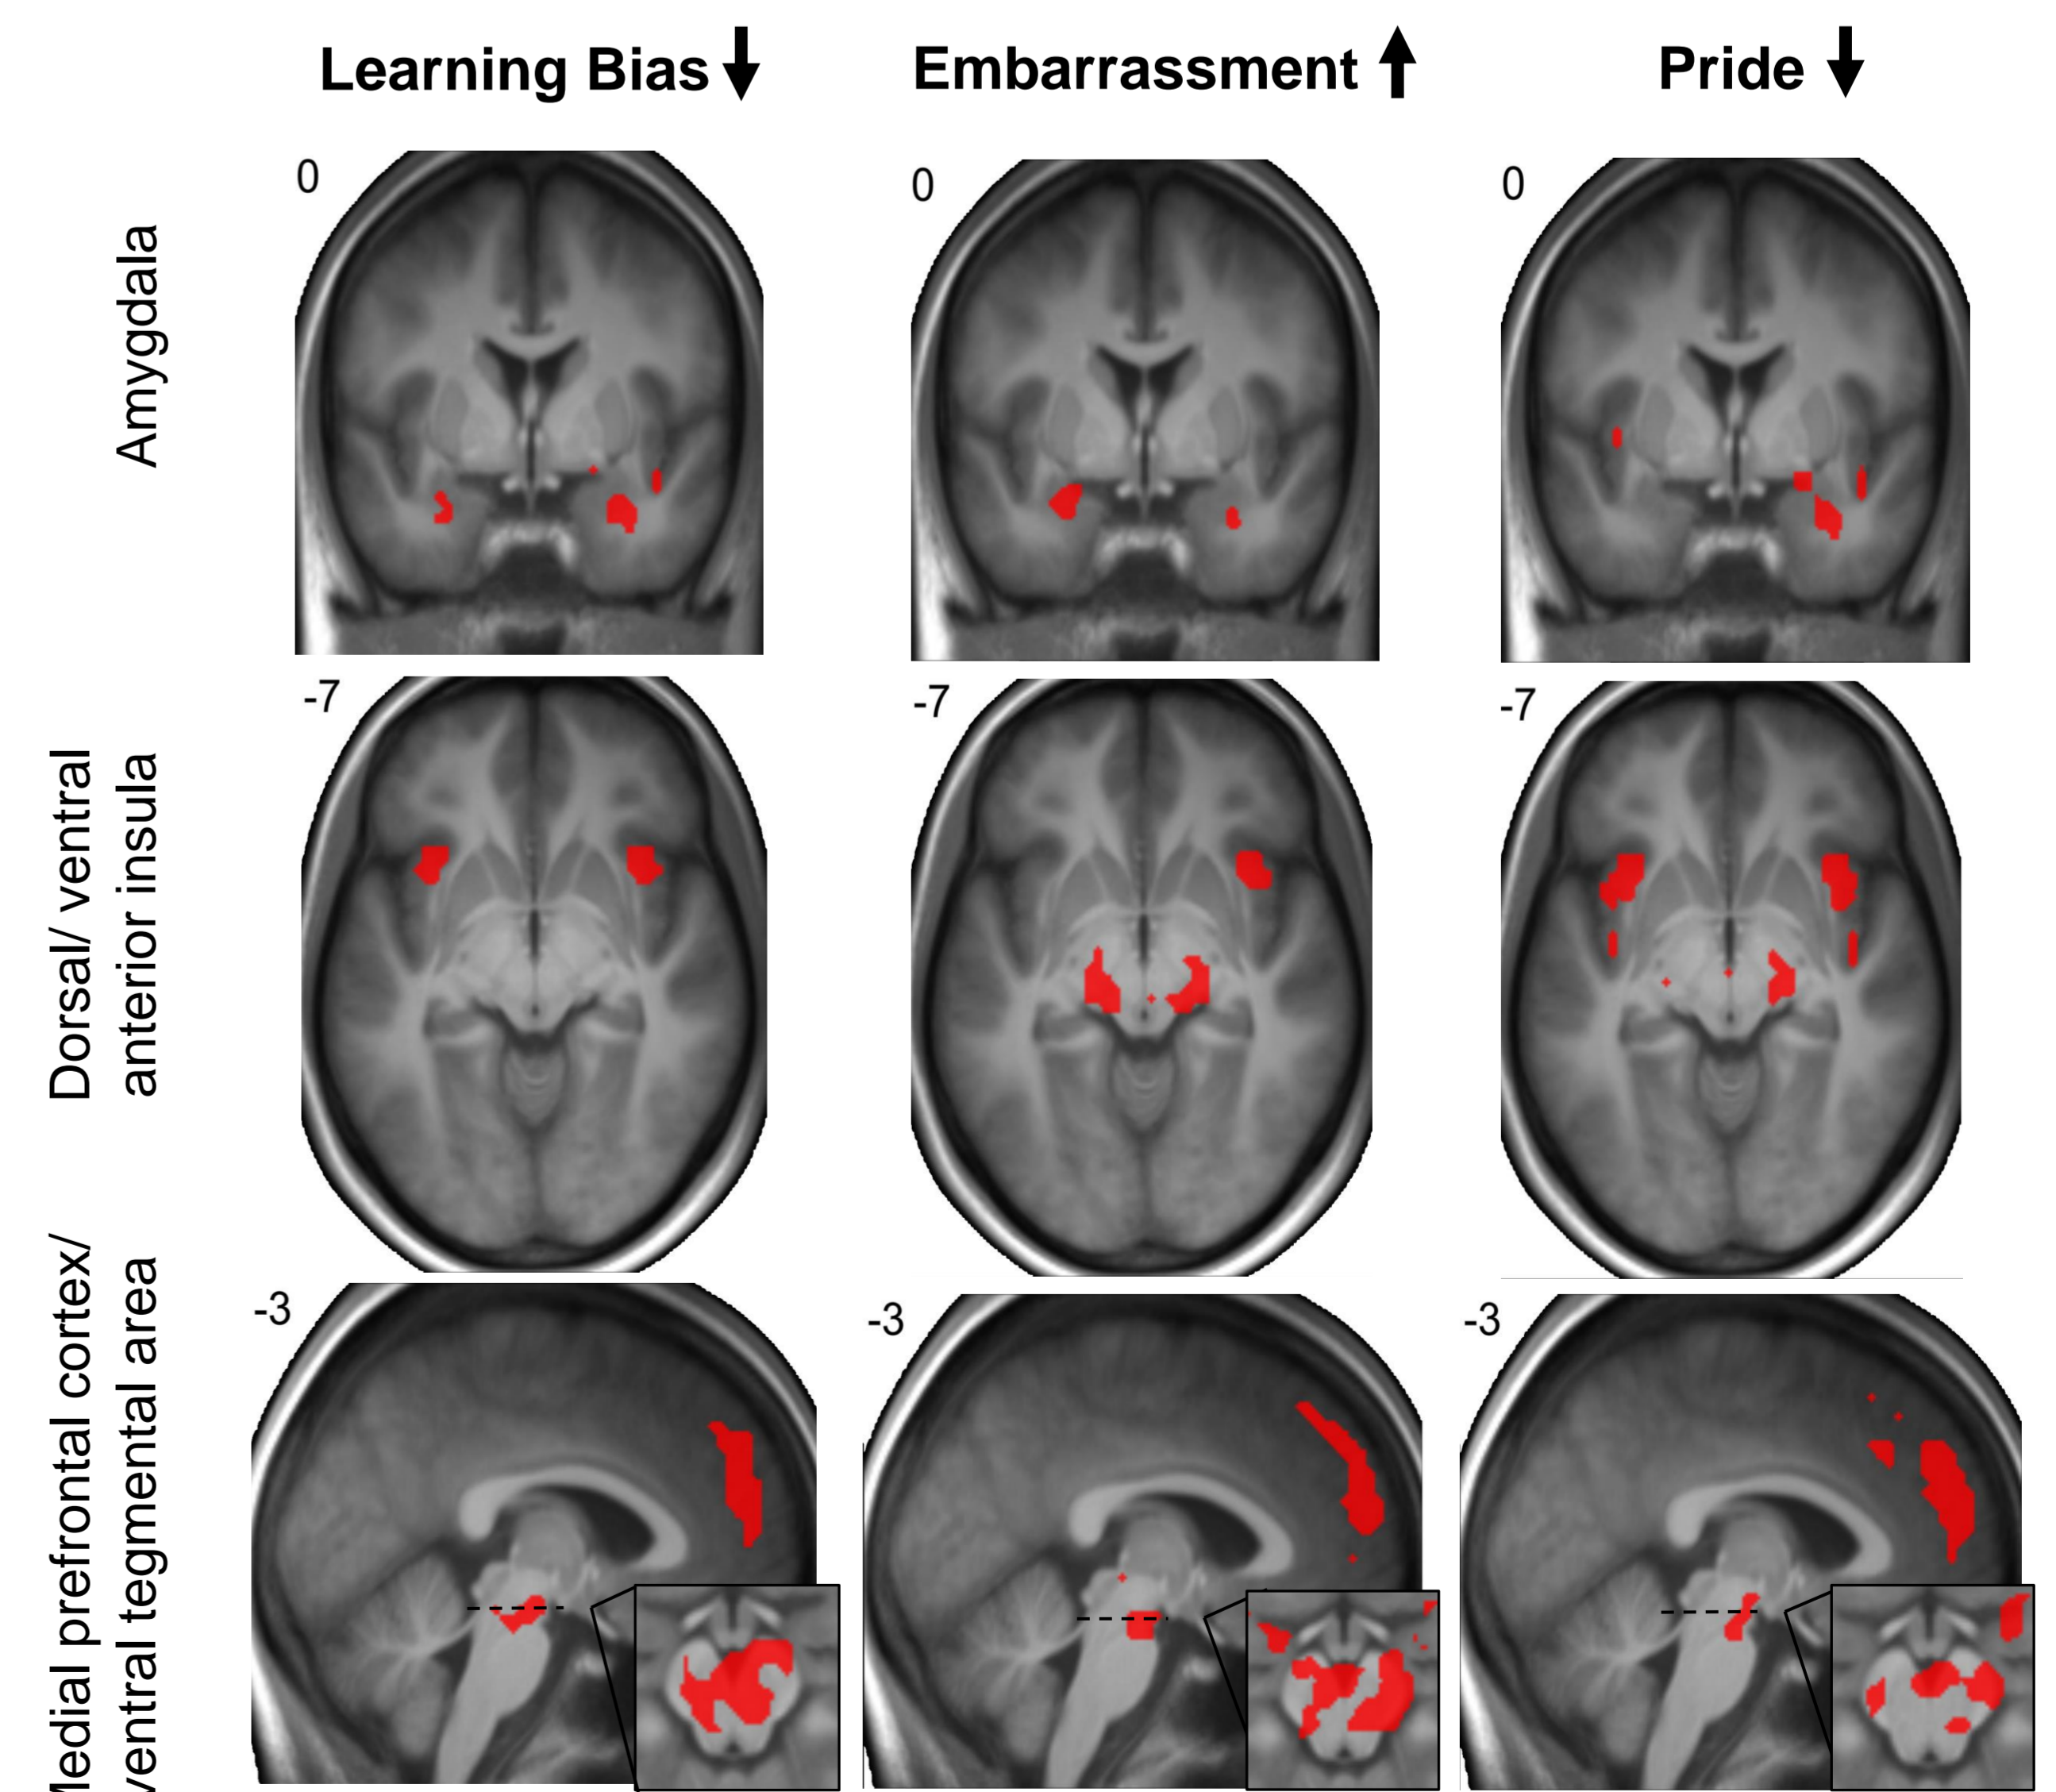 Learning Bias ↓
Embarrassment ↑
Pride ↓
Amygdala
0
0
0
Dorsal/ ventral
anterior insula
-7
-7
-7
Medial prefrontal cortex/
ventral tegmental area
-3
-3
-3